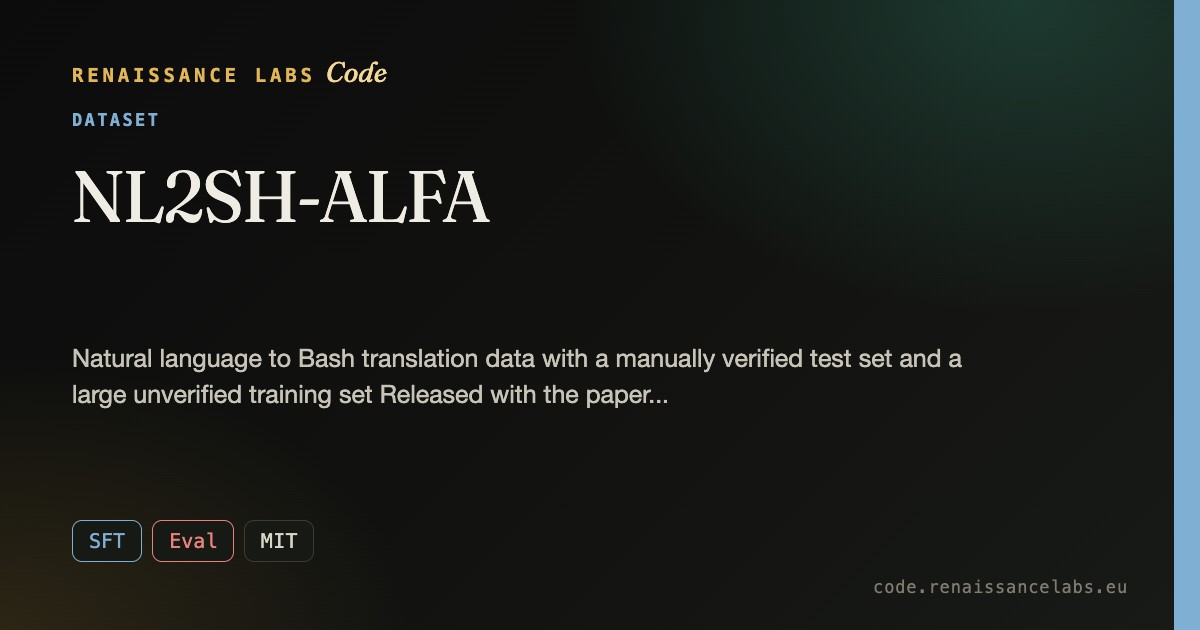 RENAISSANCE LABS Code
DATASET
NL2SH-ALFA
Natural language to Bash translation data with a manually verified test set and a
large unverified training set Released with the paper...
SFT Eval MIT
code.renaissancelabs.eu